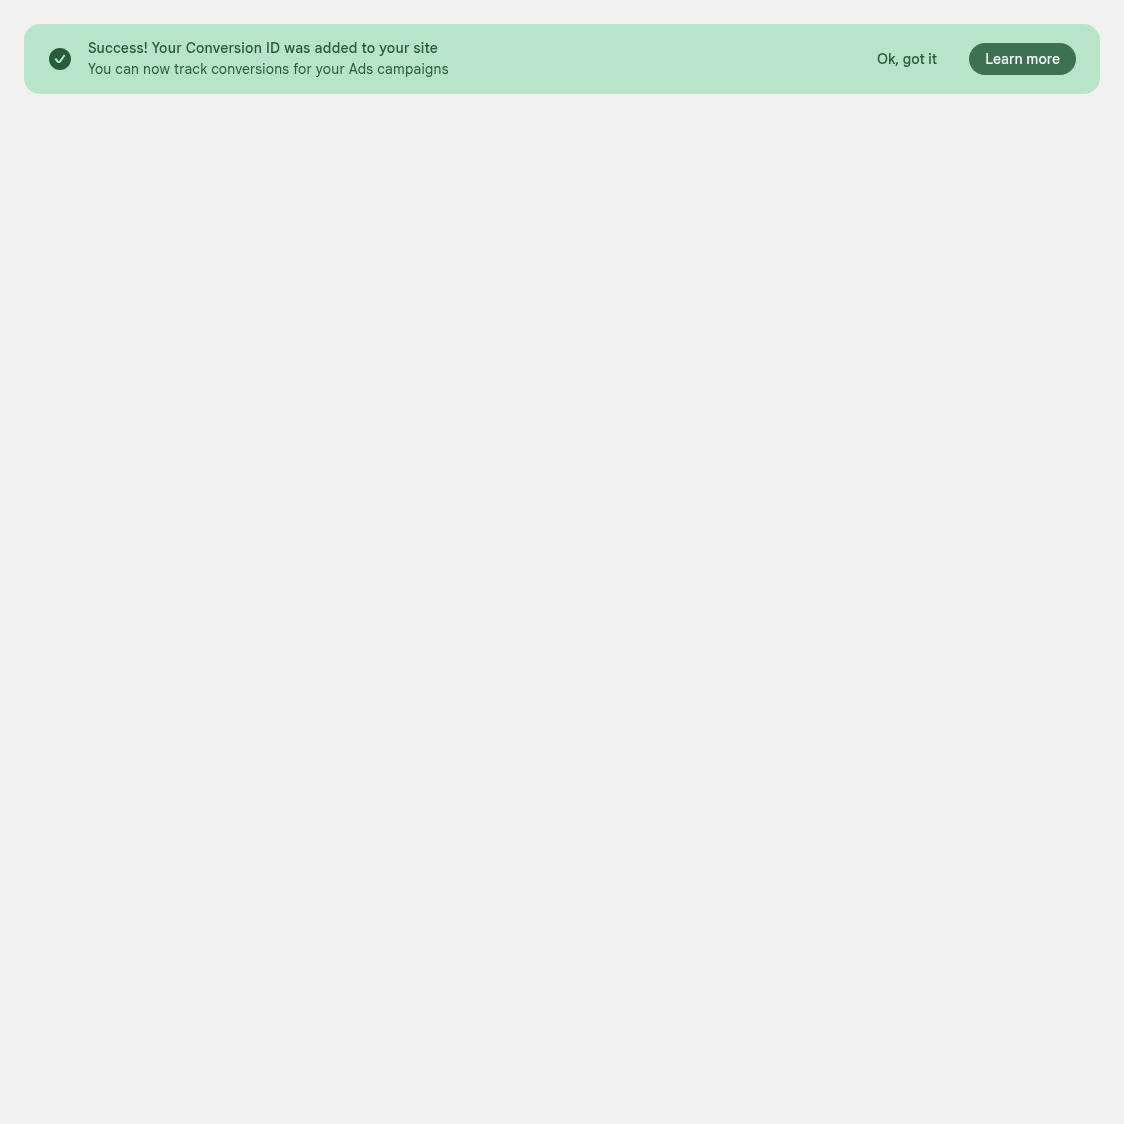 Success! Your Conversion ID was added to your site
You can now track conversions for your Ads campaigns
Ok, got it
Learn more